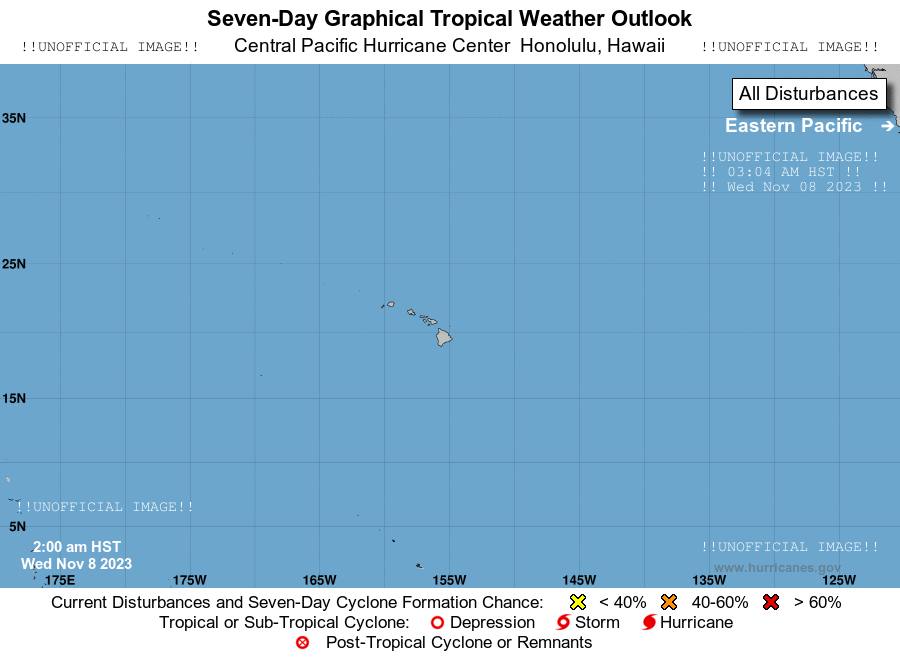 Seven-Day Graphical Tropical Weather Outlook
!!UNOFFICIAL IMAGE!! Central Pacific Hurricane Center Honolulu, Hawaii !!UNOFFICIAL IMAGE!!
All Disturbances
35N
Eastern Pacific →
!!UNOFFICIAL IMAGE!!
!! 03:04 AM HST !!
!! Wed Nov 08 2023 !!
25N
15N
!!UNOFFICIAL IMAGE!!
5N
2:00 am HST
Wed Nov 8 2023
!!UNOFFICIAL IMAGE!!
www.hurricanes.gov
175E 175W 165W 155W 145W 135W 125W
Current Disturbances and Seven-Day Cyclone Formation Chance: < 40% 40-60% > 60%
Tropical or Sub-Tropical Cyclone: Depression Storm Hurricane
Post-Tropical Cyclone or Remnants